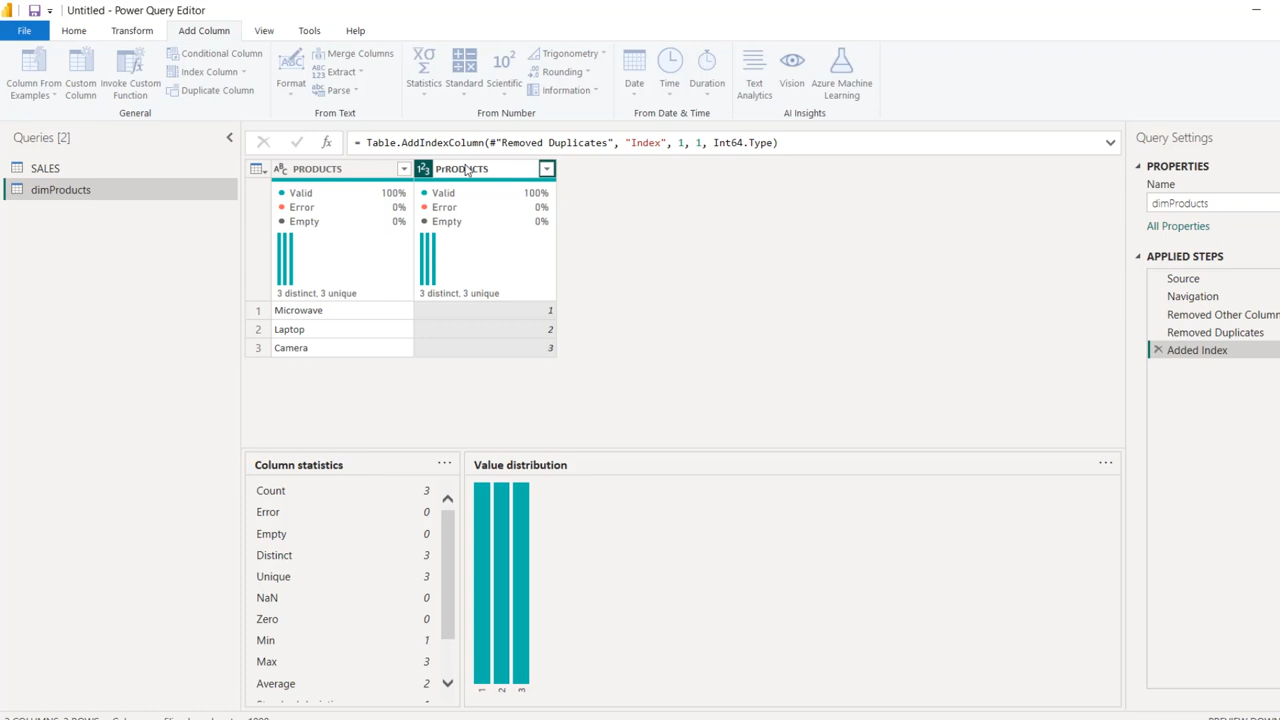 Untitled - Power Query Editor
File Home Transform Add Column View Tools Help
Column From Examples
Custom Column
Invoke Custom Function
Conditional Column
Index Column
Duplicate Column
General
Format
Merge Columns
Extract
Parse
From Text
Statistics
Standard
Scientific
Trigonometry
Rounding
Information
From Number
Date
Time
Duration
From Date & Time
Text Analytics
Vision
Azure Machine Learning
AI Insights
Queries [2]
SALES
dimProducts
= Table.AddIndexColumn(#"Removed Duplicates", "Index", 1, 1, Int64.Type)
PRODUCTS PrRODUCTS
Valid 100% Valid 100%
Error 0% Error 0%
Empty 0% Empty 0%
3 distinct, 3 unique 3 distinct, 3 unique
1 Microwave 1
2 Laptop 2
3 Camera 3
Column statistics
Count 3
Error 0
Empty 0
Distinct 3
Unique 3
NaN 0
Zero 0
Min 1
Max 3
Average 2
Value distribution
1 2 3
Query Settings
PROPERTIES
Name
dimProducts
All Properties
APPLIED STEPS
Source
Navigation
Removed Other Column
Removed Duplicates
Added Index